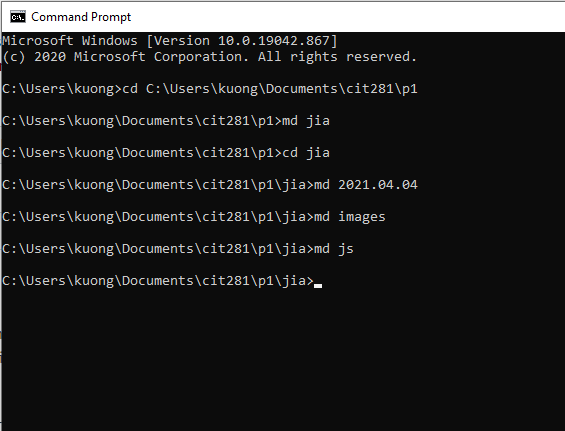 Command Prompt
Microsoft Windows [Version 10.0.19042.867]
(c) 2020 Microsoft Corporation. All rights reserved.
C:\Users\kuong>cd C:\Users\kuong\Documents\cit281\p1
C:\Users\kuong\Documents\cit281\p1>md jia
C:\Users\kuong\Documents\cit281\p1>cd jia
C:\Users\kuong\Documents\cit281\p1\jia>md 2021.04.04
C:\Users\kuong\Documents\cit281\p1\jia>md images
C:\Users\kuong\Documents\cit281\p1\jia>md js
C:\Users\kuong\Documents\cit281\p1\jia>